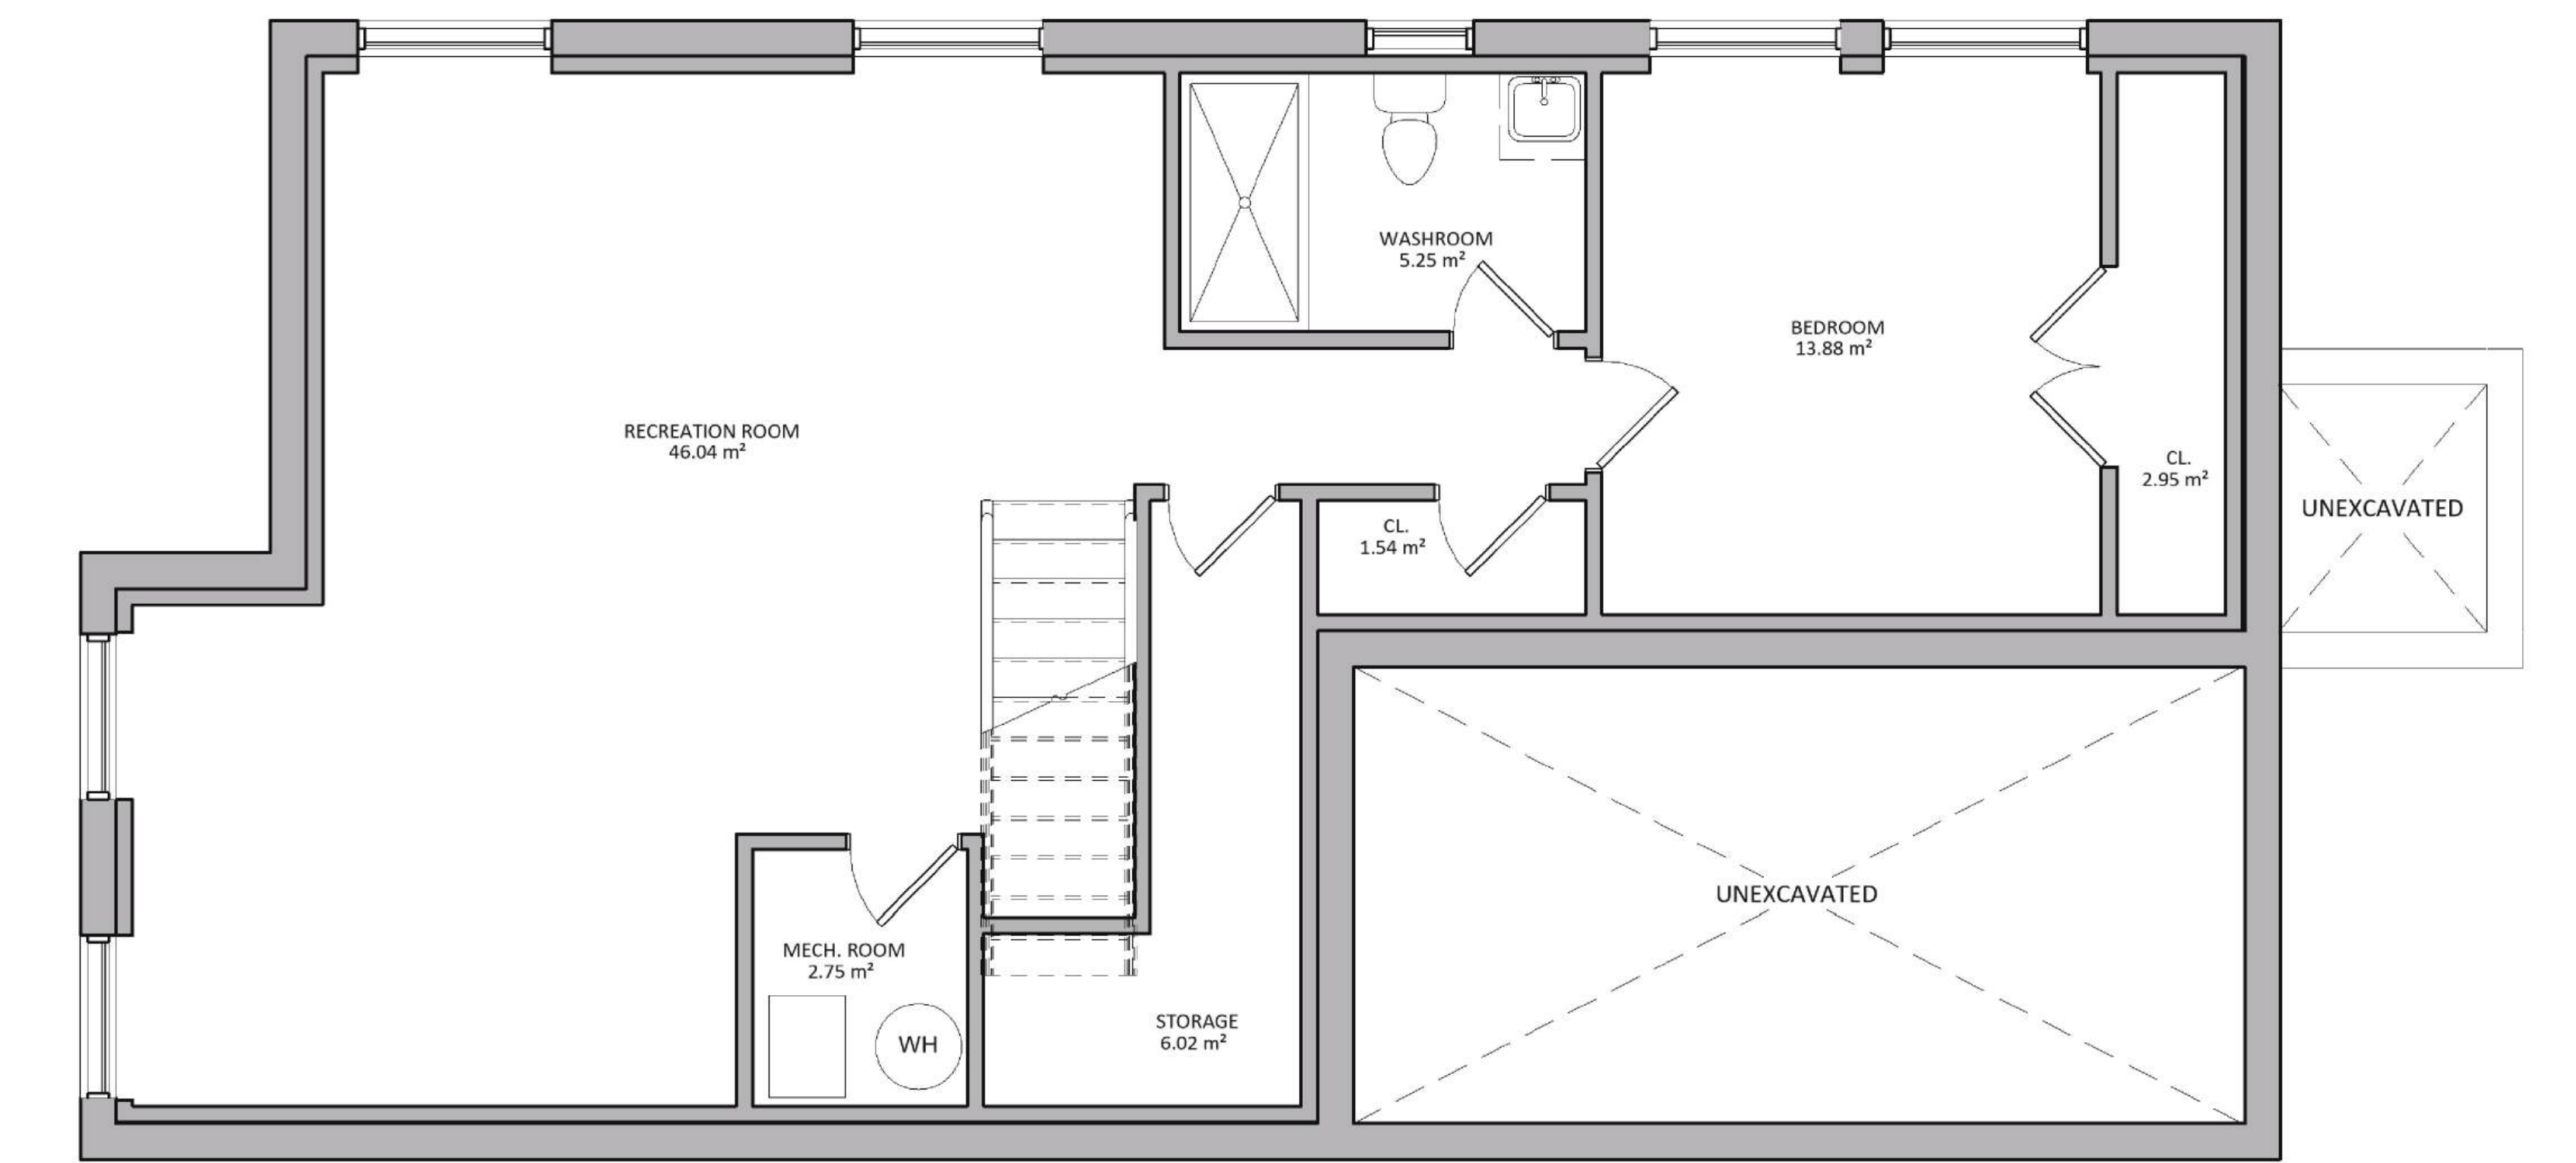 WASHROOM
5.25 m²
BEDROOM
13.88 m²
RECREATION ROOM
46.04 m²
CL.
2.95 m²
UNEXCAVATED
CL.
1.54 m²
UNEXCAVATED
MECH. ROOM
2.75 m²
STORAGE
6.02 m²
WH